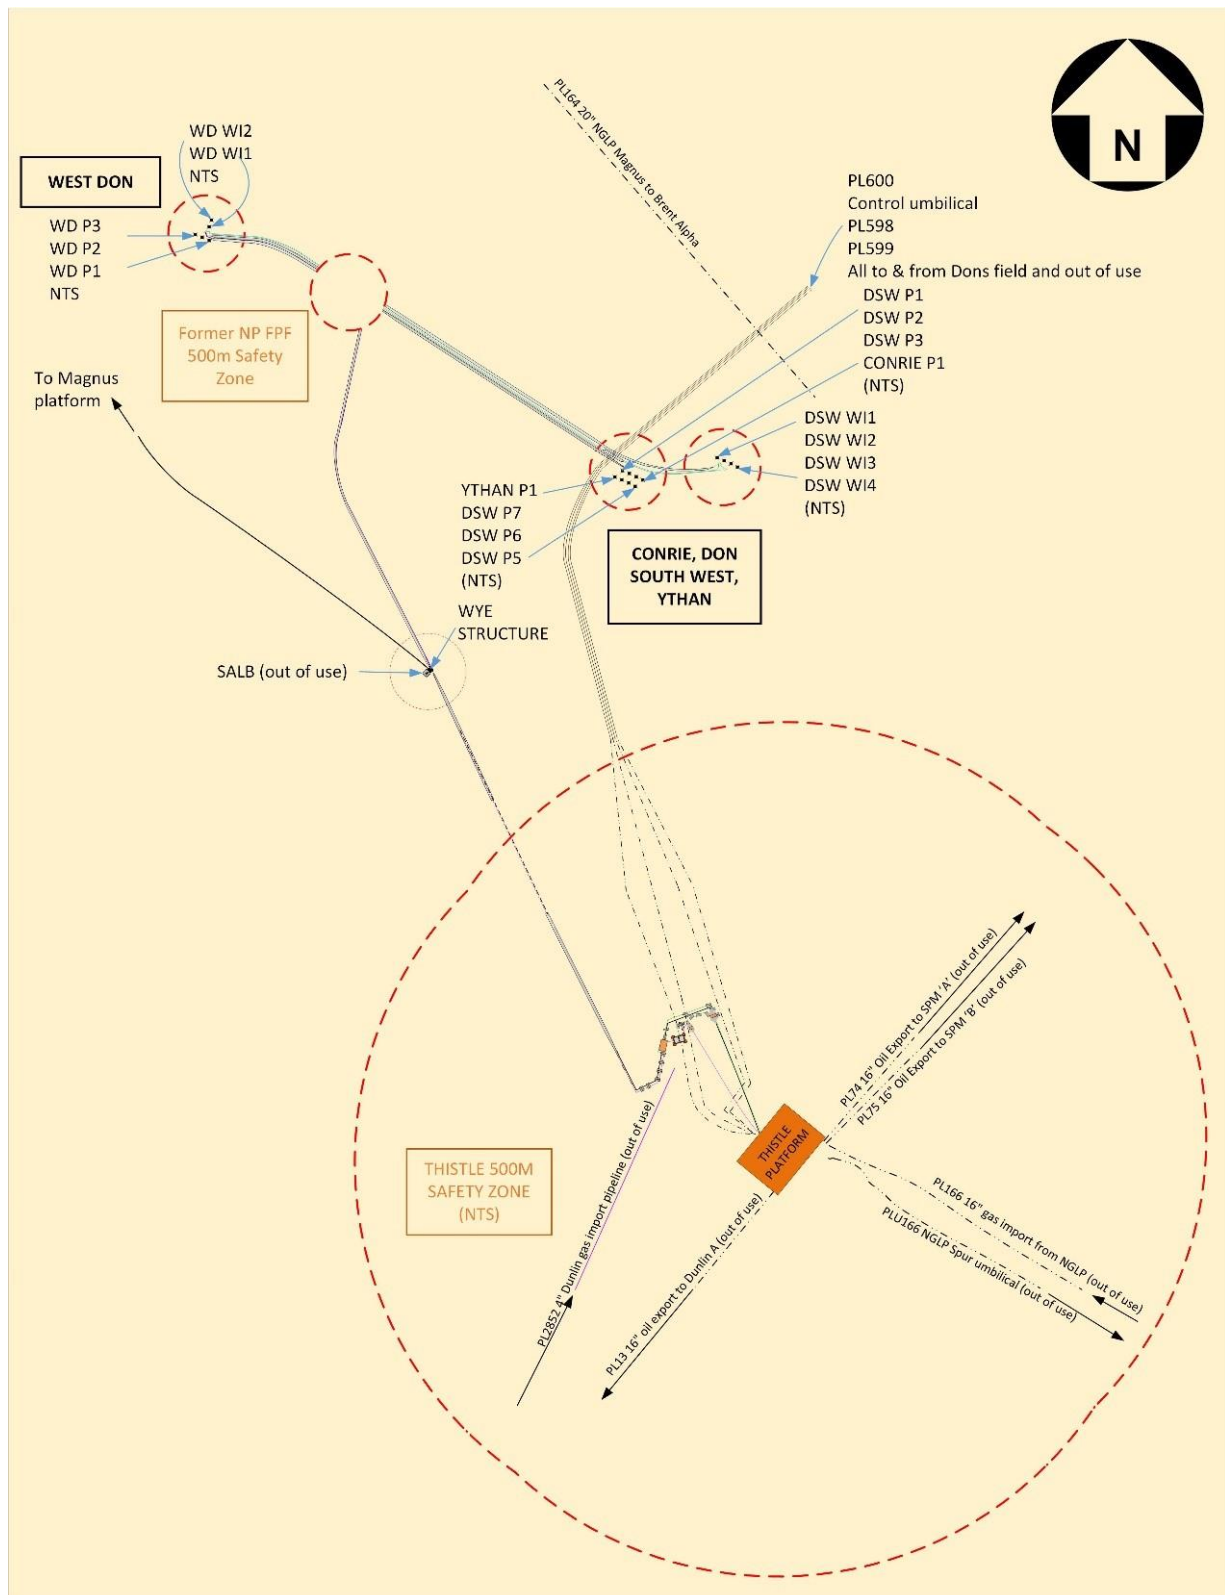 PL164 20" NGLP Magnus to Brent Alpha
N
WD WI2
WD WI1
NTS
WEST DON
WD P3
WD P2
WD P1
NTS
Former NP FPF
500m Safety
Zone
To Magnus
platform
PL600
Control umbilical
PL598
PL599
All to & from Dons field and out of use
DSW P1
DSW P2
DSW P3
CONRIE P1
(NTS)
DSW WI1
DSW WI2
DSW WI3
DSW WI4
(NTS)
YTHAN P1
DSW P7
DSW P6
DSW P5
(NTS)
CONRIE, DON
SOUTH WEST,
YTHAN
WYE
STRUCTURE
SALB (out of use)
PL74 16" Oil Export to SPM 'A' (out of use)
PL75 16" Oil Export to SPM 'B' (out of use)
THISTLE
PLATFORM
THISTLE 500M
SAFETY ZONE
(NTS)
PL2852 4" Dunlin gas import pipeline (out of use)
PL13 16" oil export to Dunlin A (out of use)
PL166 16" gas import from NGLP (out of use)
PLU166 NGLP Spur umbilical (out of use)